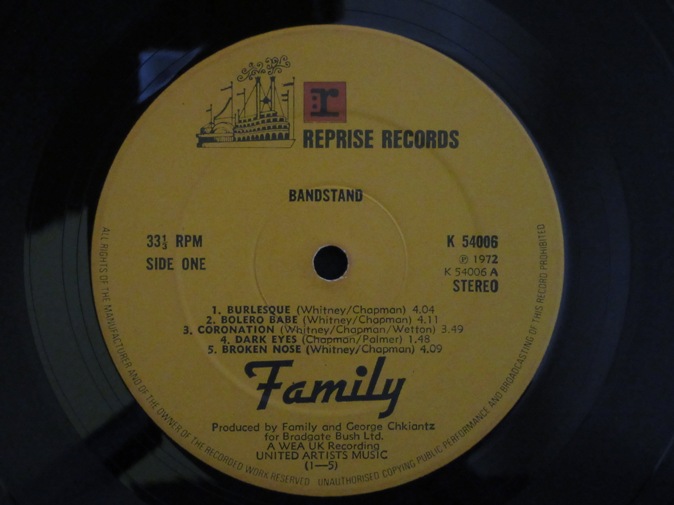 :r
REPRISE RECORDS
BANDSTAND
33⅓ RPM
SIDE ONE
K 54006
℗ 1972
K 54006 A
STEREO
1. BURLESQUE (Whitney/Chapman) 4.04
2. BOLERO BABE (Whitney/Chapman) 4.11
3. CORONATION (Whitney/Chapman/Wetton) 3.49
4. DARK EYES (Chapman/Palmer) 1.48
5. BROKEN NOSE (Whitney/Chapman) 4.09
Family
Produced by Family and George Chkiantz
for Bradgate Bush Ltd.
A WEA UK Recording
UNITED ARTISTS MUSIC
(1—5)
ALL RIGHTS OF THE MANUFACTURER AND OF THE OWNER OF THE RECORDED WORK RESERVED. UNAUTHORISED COPYING PUBLIC PERFORMANCE AND BROADCASTING OF THIS RECORD PROHIBITED